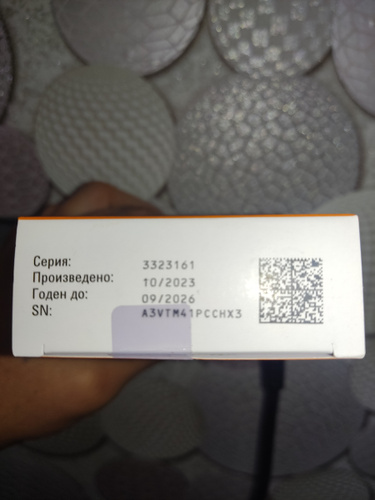 Серия: 3323161
Произведено: 10/2023
Годен до: 09/2026
SN: A3VTM41PCCHX3